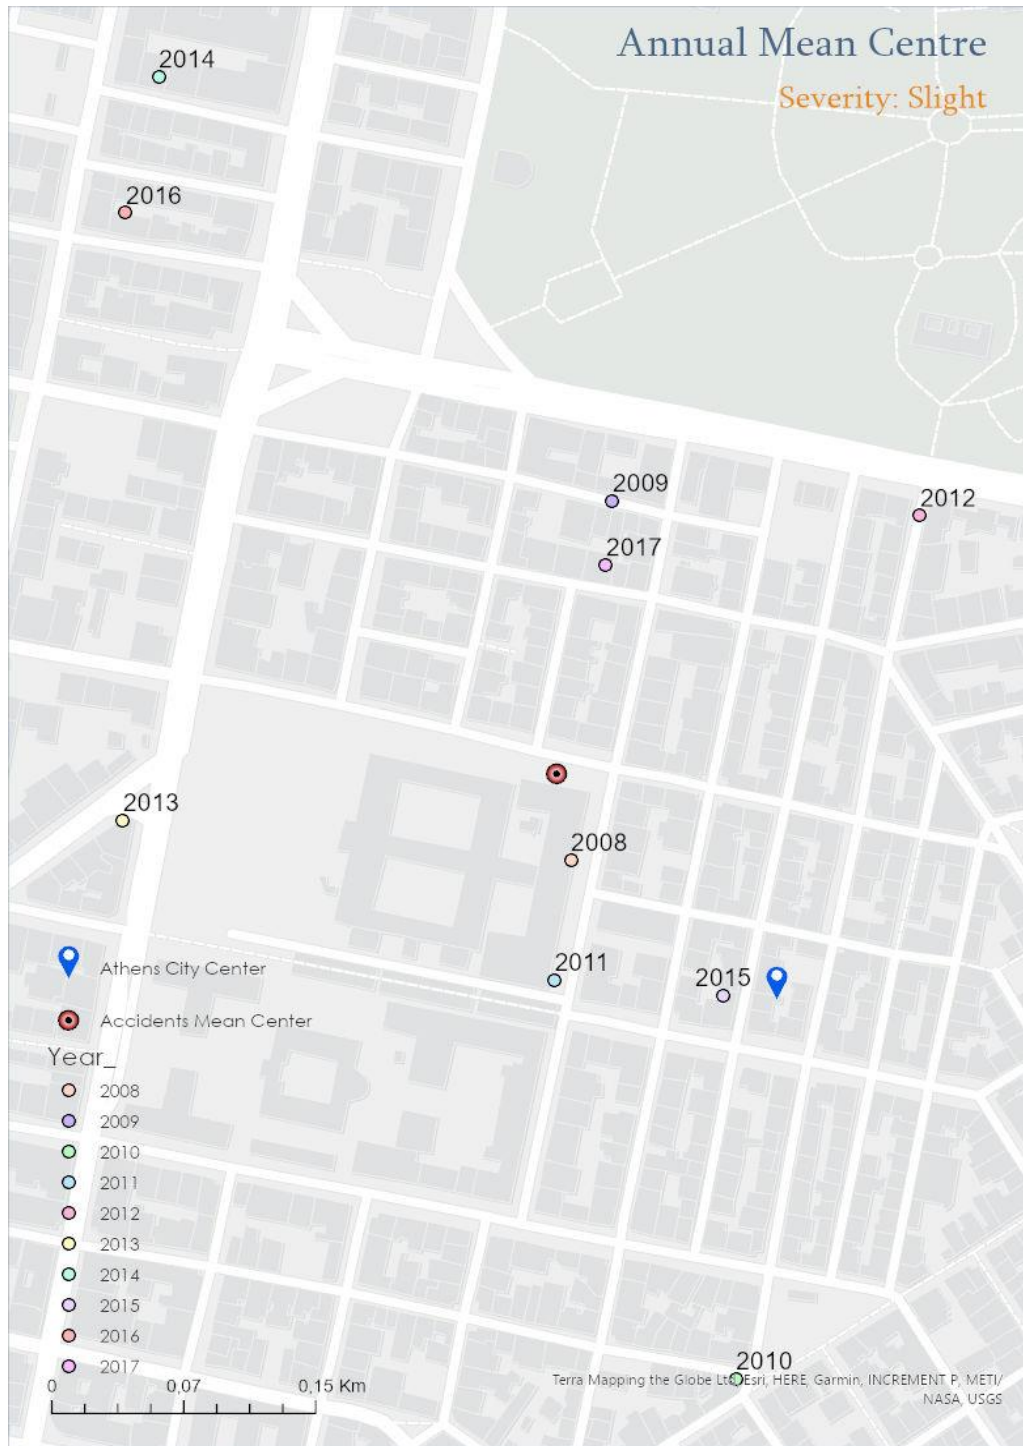 Annual Mean Centre
Severity: Slight
2014
2016
2009
2012
2017
2013
2008
2011
2015
Athens City Center
Accidents Mean Center
Year_
2008
2009
2010
2011
2012
2013
2014
2015
2016
2017
2010
0 0,07 0,15 Km
Terra Mapping the Globe Ltd, Esri, HERE, Garmin, INCREMENT P, METI/
NASA, USGS